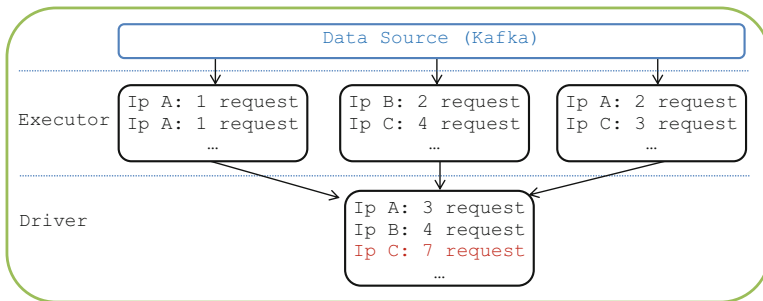 Data Source (Kafka)
Executor
Ip A: 1 request
Ip A: 1 request
…
Ip B: 2 request
Ip C: 4 request
…
Ip A: 2 request
Ip C: 3 request
…
Driver
Ip A: 3 request
Ip B: 4 request
Ip C: 7 request
…